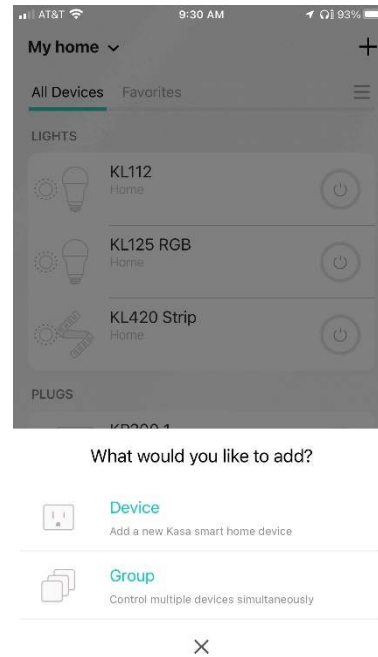 AT&T 9:30 AM 93%
My home
All Devices Favorites
LIGHTS
KL112
Home
KL125 RGB
Home
KL420 Strip
Home
PLUGS
What would you like to add?
Device
Add a new Kasa smart home device
Group
Control multiple devices simultaneously